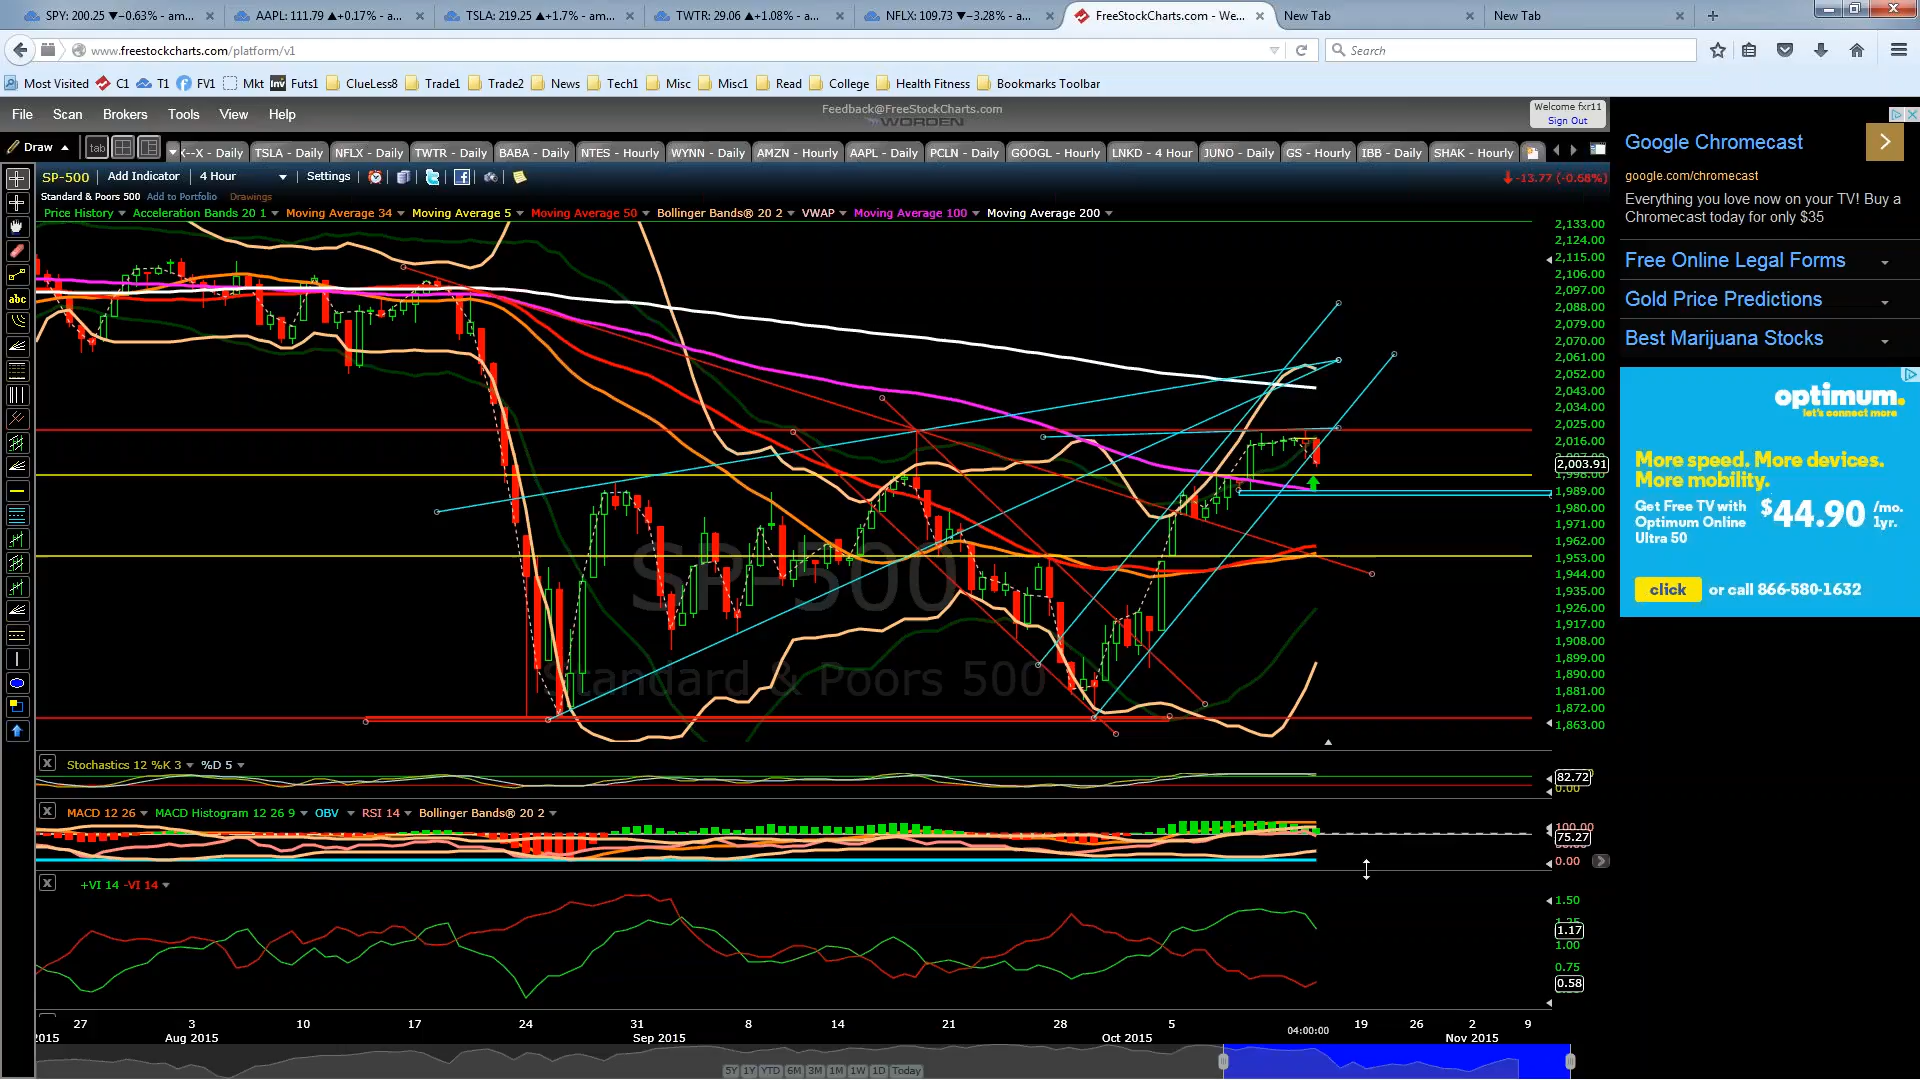 SPY: 200.25 ▼−0.63% - am...
AAPL: 111.79 ▲+0.17% - a...
TSLA: 219.25 ▲+1.7% - am...
TWTR: 29.06 ▲+1.08% - a...
NFLX: 109.73 ▼−3.28% - a...
FreeStockCharts.com - We...
New Tab
New Tab
www.freestockcharts.com/platform/v1
Search
Most Visited C1 T1 FV1 Mkt Futs1 ClueLess8 Trade1 Trade2 News Tech1 Misc Misc1 Read College Health Fitness Bookmarks Toolbar
File Scan Brokers Tools View Help
Feedback@FreeStockCharts.com
WORDEN
Welcome fxr11
Sign Out
Draw tab X--X - Daily TSLA - Daily NFLX - Daily TWTR - Daily BABA - Daily NTES - Hourly WYNN - Daily AMZN - Hourly AAPL - Daily PCLN - Daily GOOGL - Hourly LNKD - 4 Hour JUNO - Daily GS - Hourly IBB - Daily SHAK - Hourly
SP-500 Add Indicator 4 Hour Settings
-13.77 (-0.68%)
Standard & Poors 500 Add to Portfolio Drawings
Price History Acceleration Bands 20 1 Moving Average 34 Moving Average 5 Moving Average 50 Bollinger Bands® 20 2 VWAP Moving Average 100 Moving Average 200
abc
2,133.00
2,124.00
2,115.00
2,106.00
2,097.00
2,088.00
2,079.00
2,070.00
2,061.00
2,052.00
2,043.00
2,034.00
2,025.00
2,016.00
2,003.91
1,989.00
1,980.00
1,971.00
1,962.00
1,953.00
1,944.00
1,935.00
1,926.00
1,917.00
1,908.00
1,899.00
1,890.00
1,881.00
1,872.00
1,863.00
SP-500
Standard & Poors 500
X Stochastics 12 %K 3 %D 5
82.72
0.00
X MACD 12 26 MACD Histogram 12 26 9 OBV RSI 14 Bollinger Bands® 20 2
100.00
75.27
0.00
X +VI 14 -VI 14
1.50
1.17
1.00
0.75
0.58
27 3 10 17 24 31 8 14 21 28 5 04:00:00 19 26 2 9
2015 Aug 2015 Sep 2015 Oct 2015 Nov 2015
5Y 1Y YTD 6M 3M 1M 1W 1D Today
Google Chromecast
google.com/chromecast
Everything you love now on your TV! Buy a
Chromecast today for only $35
Free Online Legal Forms
Gold Price Predictions
Best Marijuana Stocks
optimum.
let's connect more
More speed. More devices.
More mobility.
Get Free TV with
Optimum Online
Ultra 50
$44.90 /mo.
1yr.
click or call 866-580-1632